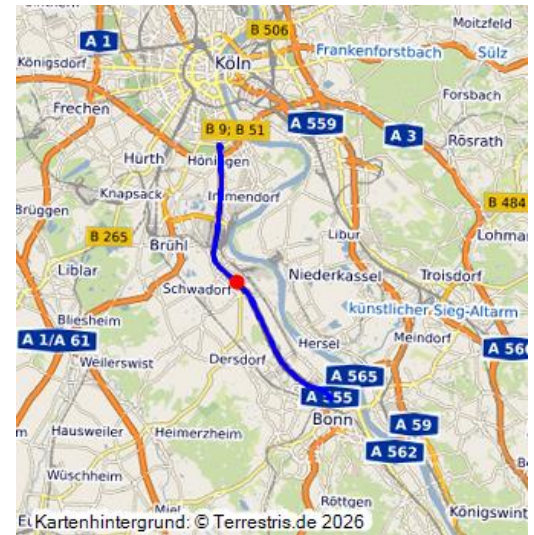 Moitzfeld
B 506
A 1
Frankenforstbach
Sülz
Königsdorf
Köln
Forsbach
Frechen
B 9; B 51
A 559
A 3
Rösrath
Hürth
Höningen
Knapsack
Immendorf
B 484
Brüggen
B 265
Libur
Lohmar
Brühl
Liblar
Niederkassel
Troisdorf
Schwadorf
künstlicher Sieg-Altarm
Bliesheim
Hersel
Meindorf
A 1/A 61
A 560
Weilerswist
Dersdorf
A 565
A 555
Bonn
A 59
Hausweiler
Heimerzheim
A 562
Wüschheim
Röttgen
Miel
Königswint
Kartenhintergrund: © Terrestris.de 2026